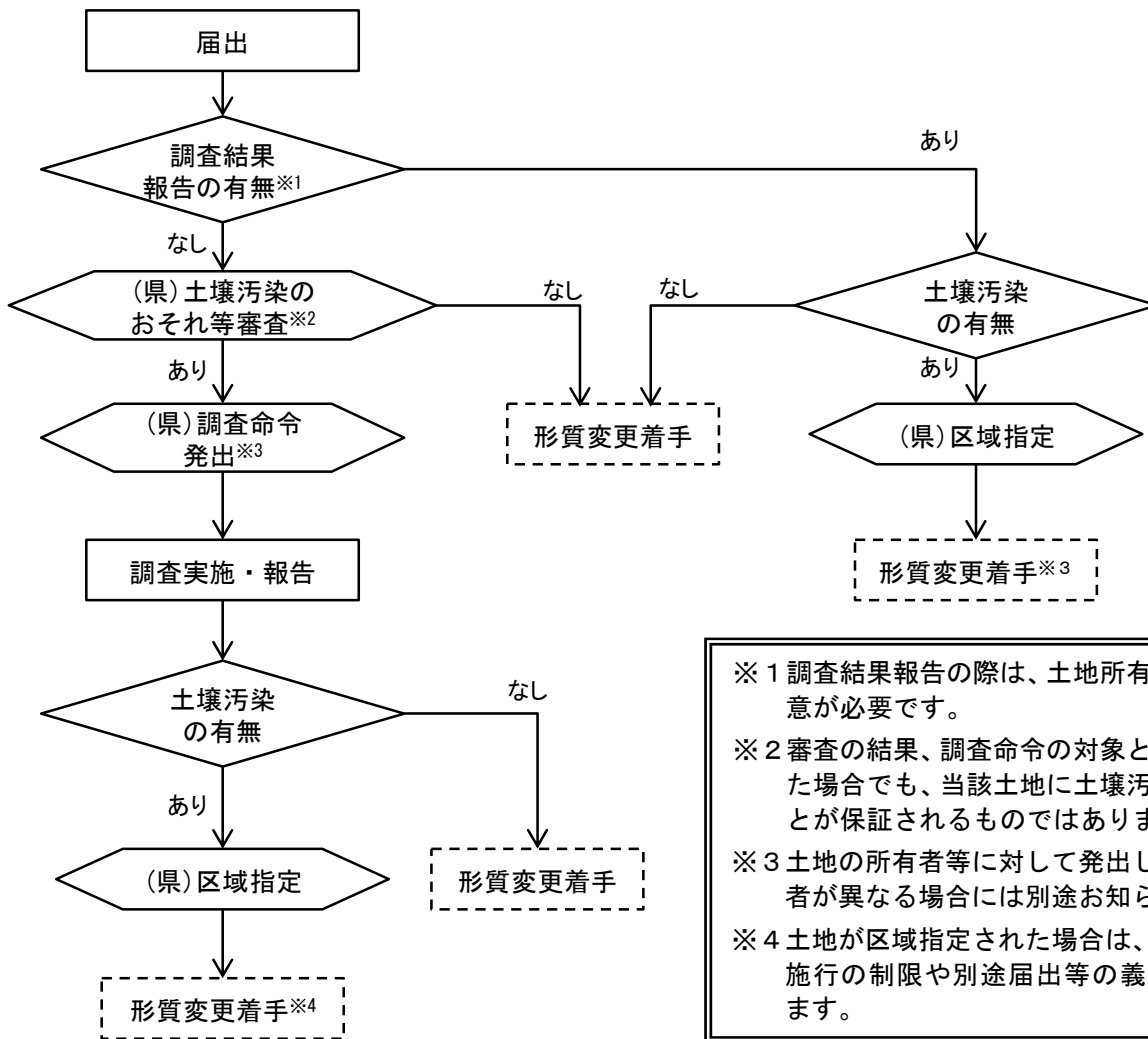 届出
調査結果
報告の有無※1
あり
なし
(県)土壌汚染の
おそれ等審査※2
なし
なし
土壌汚染
の有無
あり
あり
(県)調査命令
発出※3
形質変更着手
(県)区域指定
調査実施・報告
形質変更着手※3
土壌汚染
の有無
なし
あり
(県)区域指定
形質変更着手
形質変更着手※4
※1調査結果報告の際は、土地所有
意が必要です。
※2審査の結果、調査命令の対象と
た場合でも、当該土地に土壌汚
とが保証されるものではありま
※3土地の所有者等に対して発出し
者が異なる場合には別途お知ら
※4土地が区域指定された場合は、
施行の制限や別途届出等の義
ます。